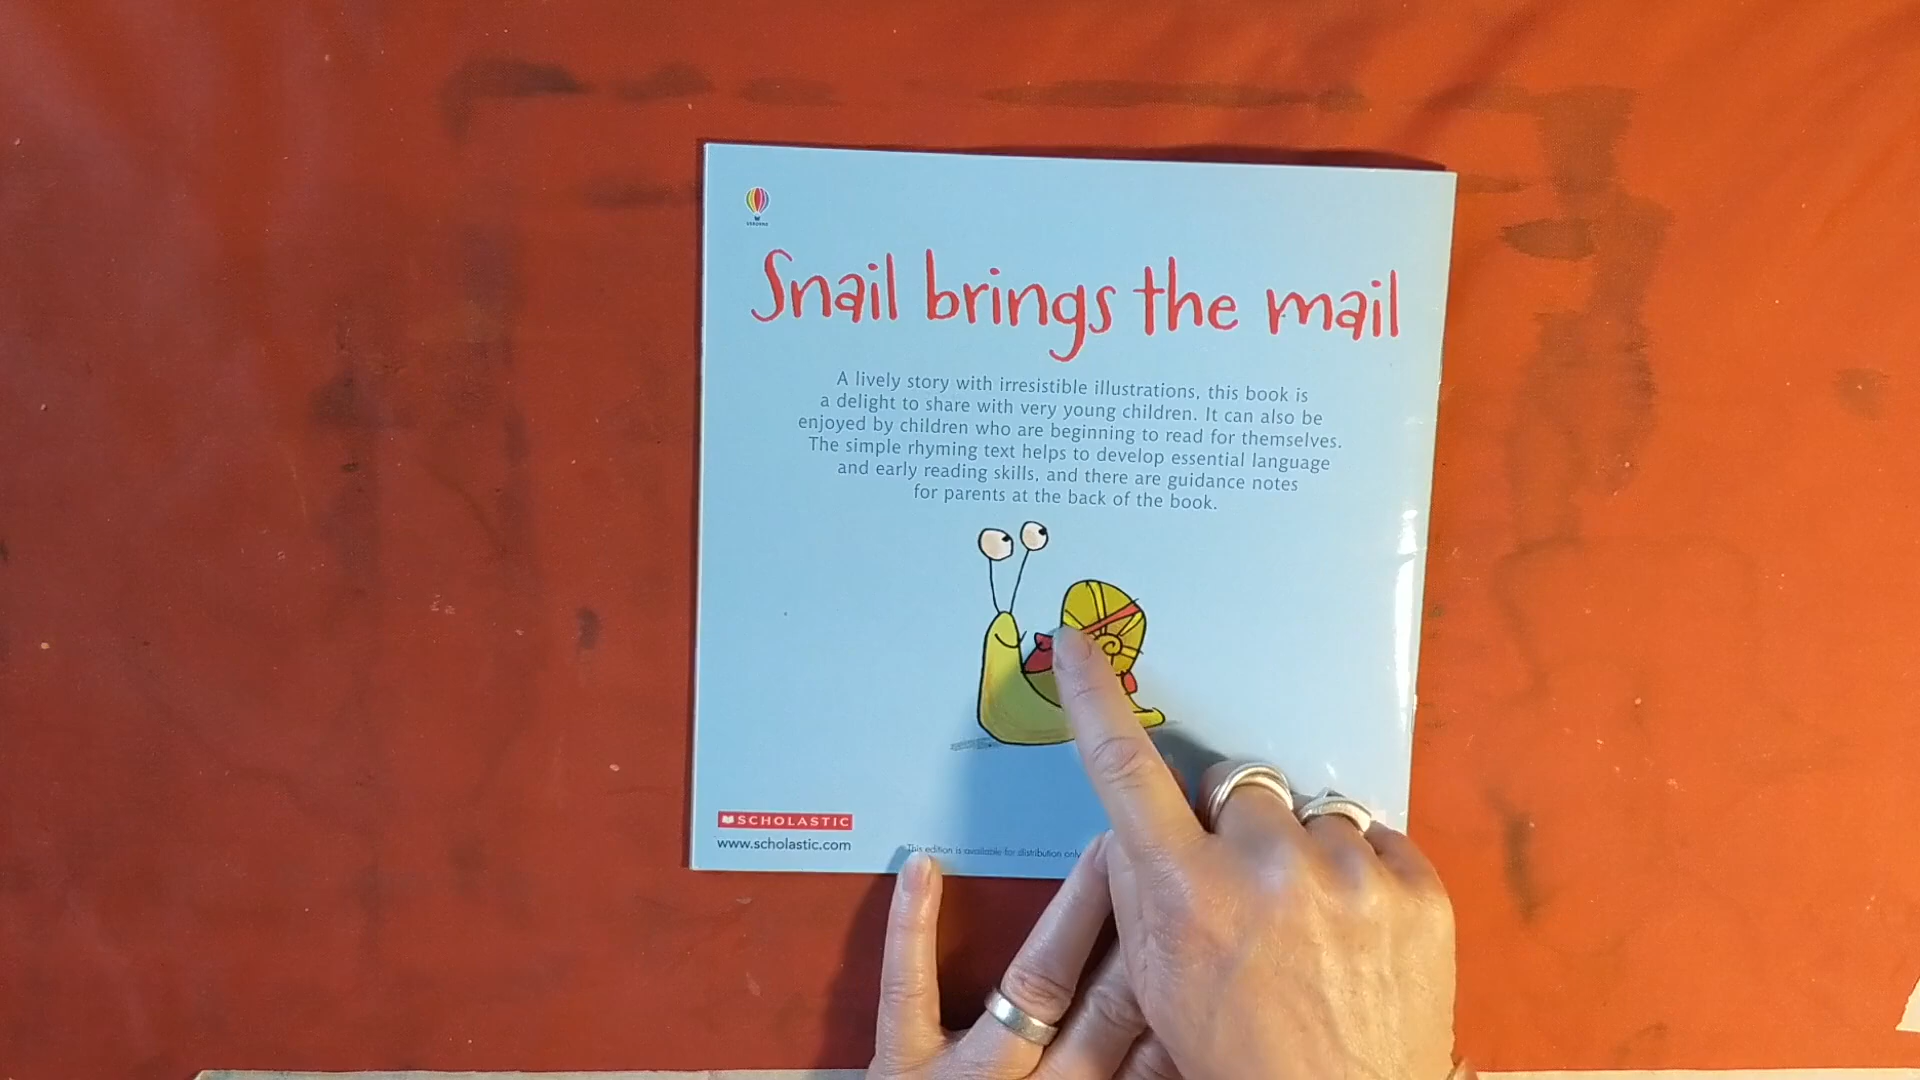 USBORNE
Snail brings the mail
A lively story with irresistible illustrations, this book is
a delight to share with very young children. It can also be
enjoyed by children who are beginning to read for themselves.
The simple rhyming text helps to develop essential language
and early reading skills, and there are guidance notes
for parents at the back of the book.
SCHOLASTIC
www.scholastic.com
This edition is available for distribution only